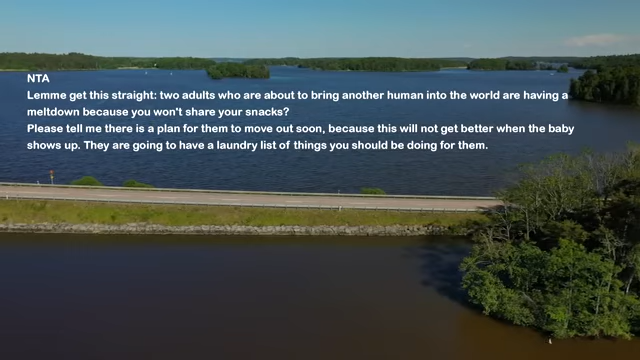 NTA
Lemme get this straight: two adults who are about to bring another human into the world are having a
meltdown because you won't share your snacks?
Please tell me there is a plan for them to move out soon, because this will not get better when the baby
shows up. They are going to have a laundry list of things you should be doing for them.